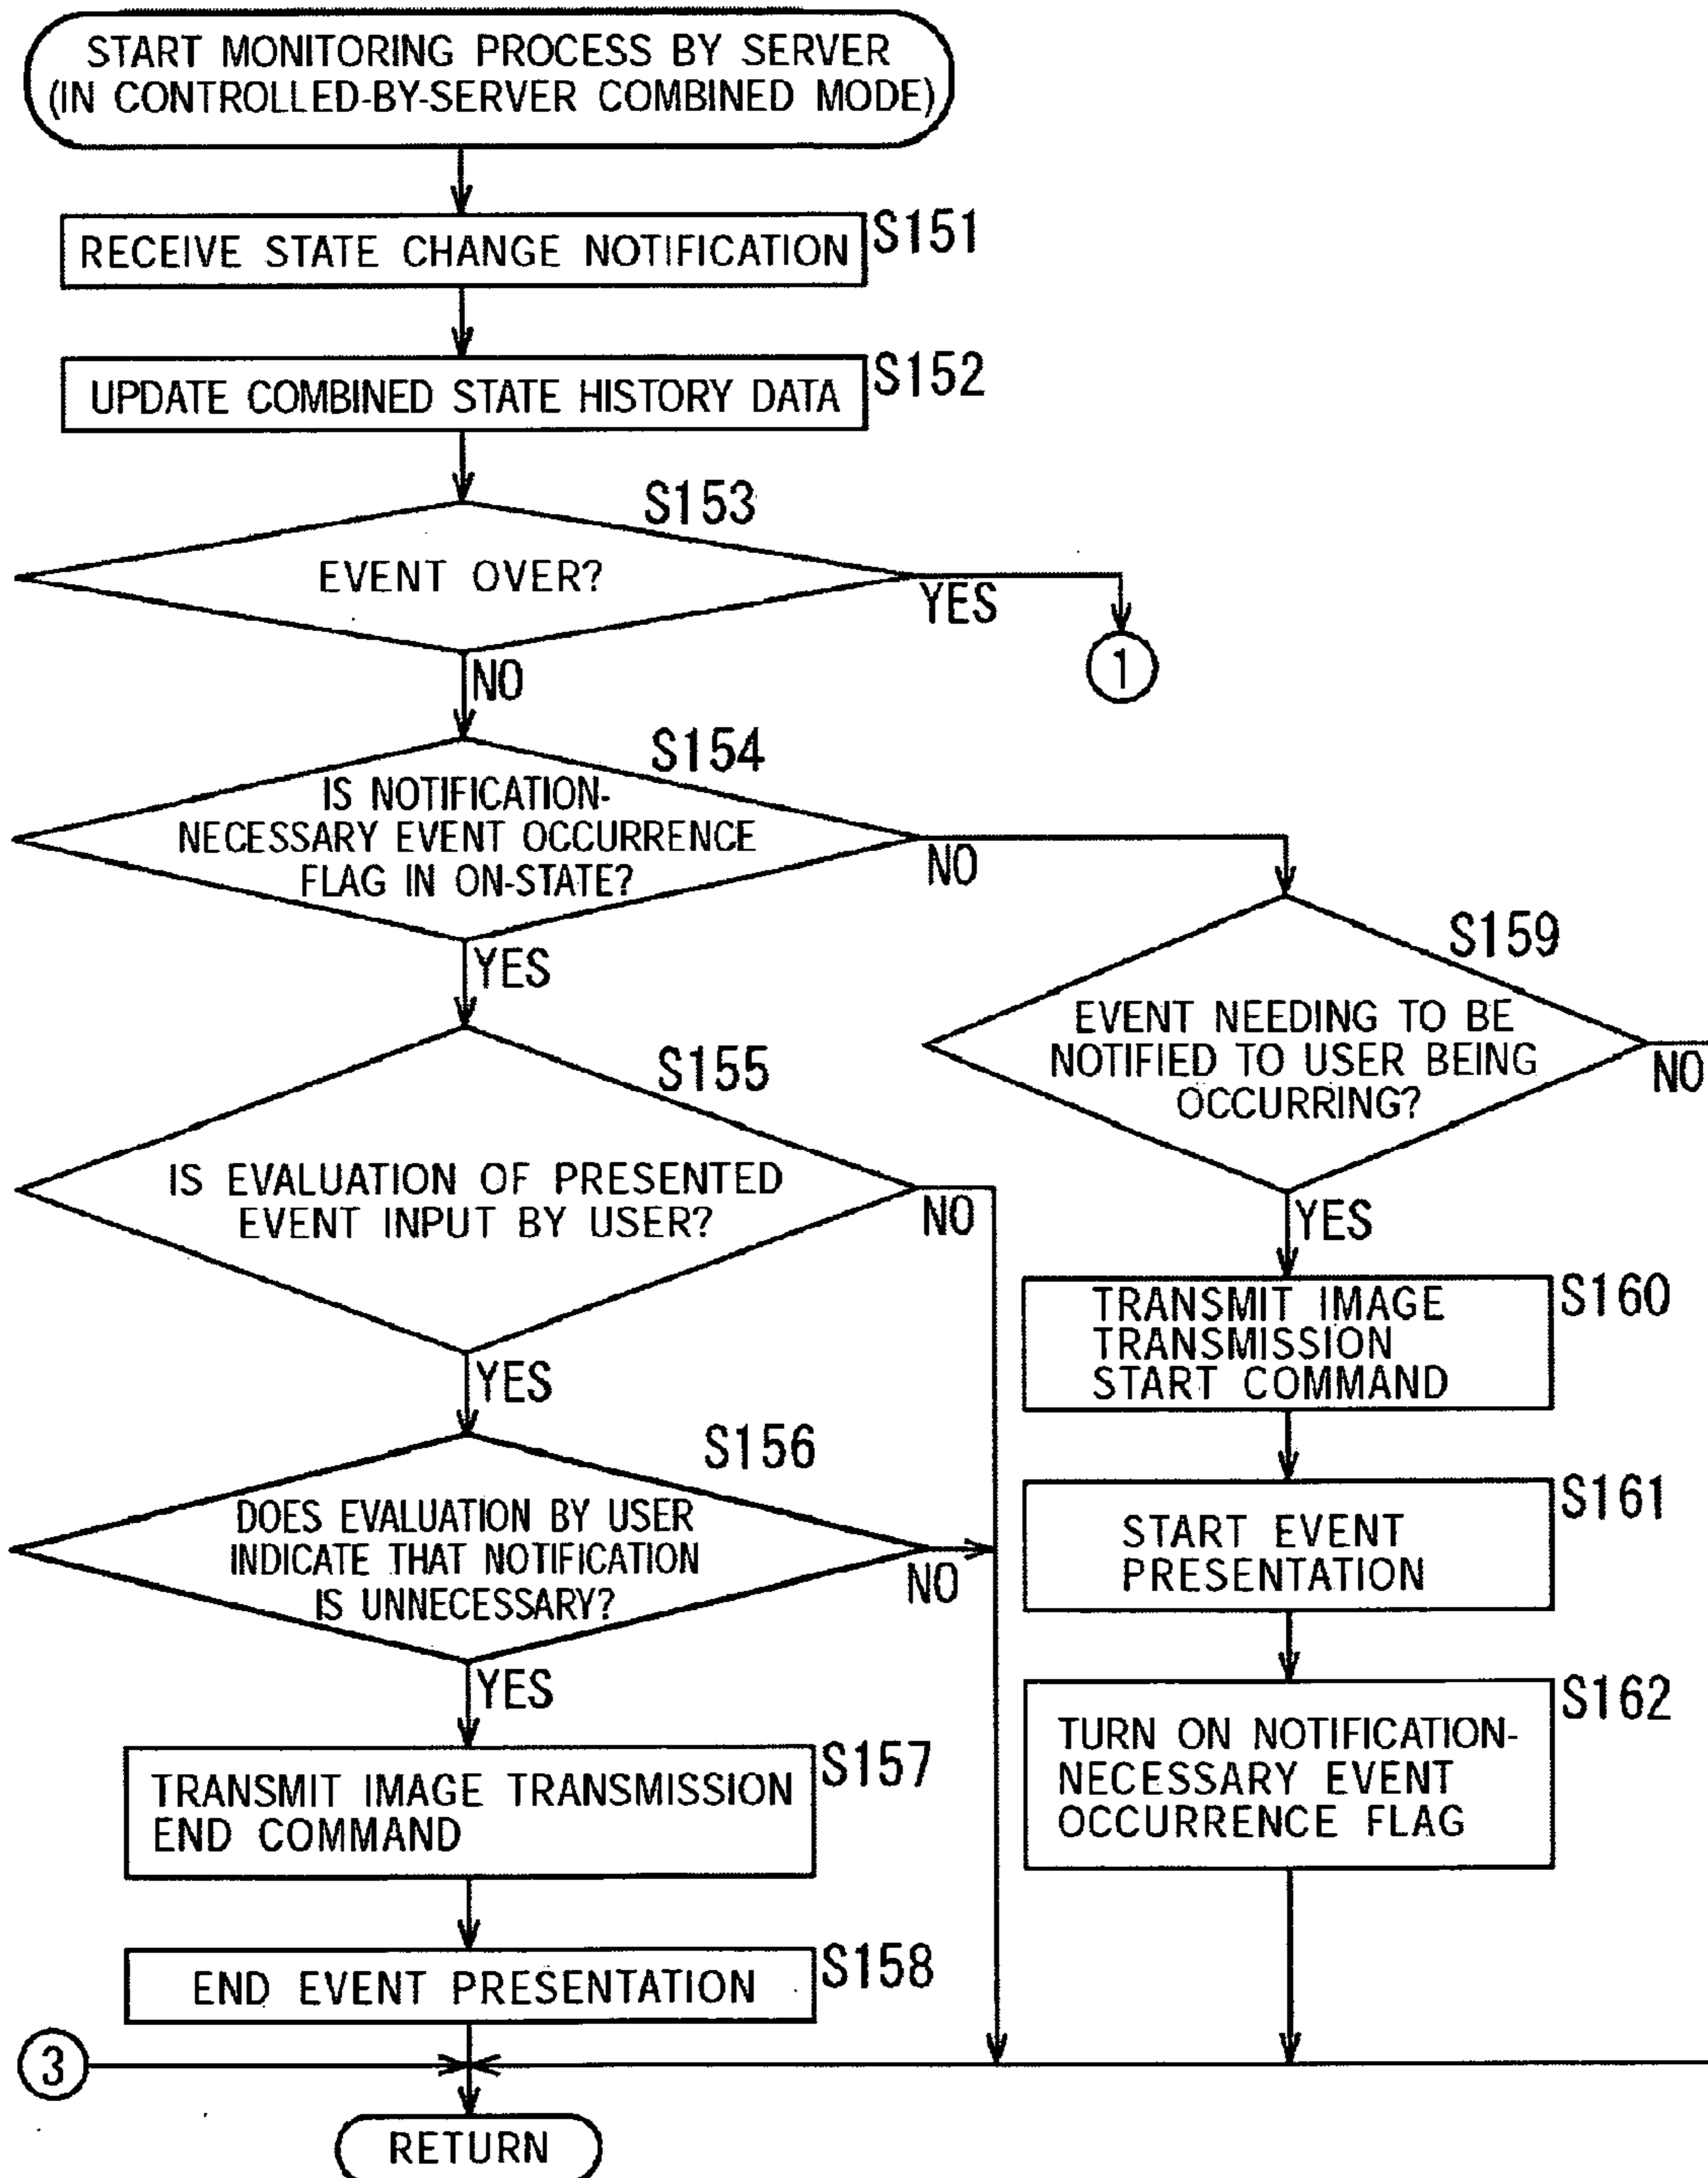 START MONITORING PROCESS BY SERVER
(IN CONTROLLED-BY-SERVER COMBINED MODE)
RECEIVE STATE CHANGE NOTIFICATION
S151
UPDATE COMBINED STATE HISTORY DATA
S152
S153
EVENT OVER?
YES
1
NO
S154
IS NOTIFICATION-
NECESSARY EVENT OCCURRENCE
FLAG IN ON-STATE?
NO
YES
S159
EVENT NEEDING TO BE
NOTIFIED TO USER BEING
OCCURRING?
NO
YES
S155
IS EVALUATION OF PRESENTED
EVENT INPUT BY USER?
NO
YES
S160
TRANSMIT IMAGE
TRANSMISSION
START COMMAND
S156
DOES EVALUATION BY USER
INDICATE THAT NOTIFICATION
IS UNNECESSARY?
NO
YES
S161
START EVENT
PRESENTATION
S162
TURN ON NOTIFICATION-
NECESSARY EVENT
OCCURRENCE FLAG
S157
TRANSMIT IMAGE TRANSMISSION
END COMMAND
S158
END EVENT PRESENTATION
3
RETURN